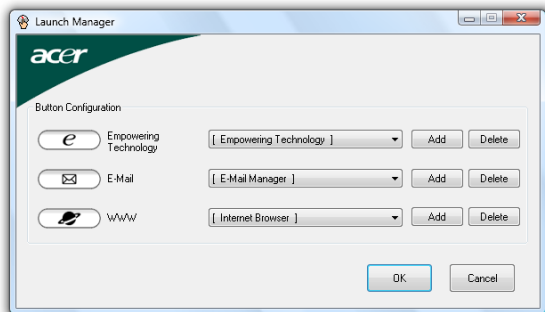 Launch Manager
acer
Button Configuration
e Empowering
Technology
[ Empowering Technology ] Add Delete
E-Mail [ E-Mail Manager ] Add Delete
WWW [ Internet Browser ] Add Delete
OK Cancel